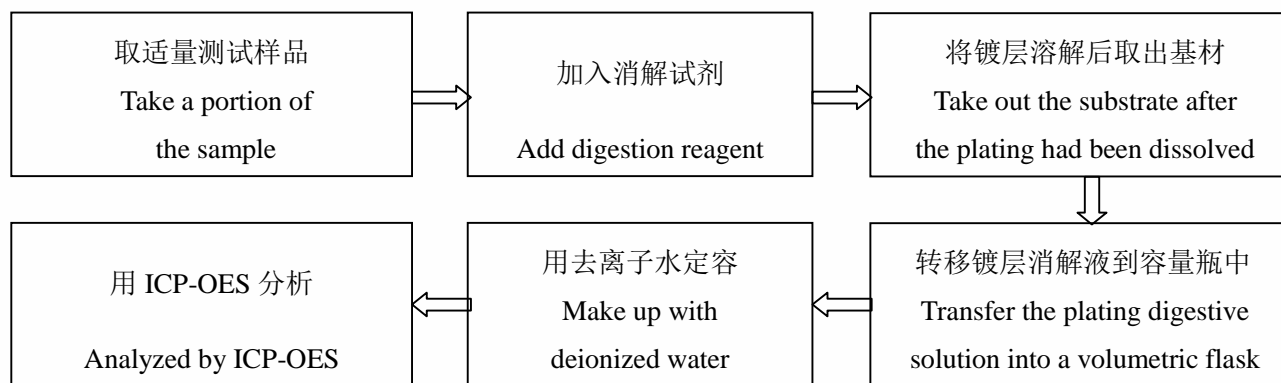 取适量测试样品
Take a portion of
the sample
加入消解试剂
Add digestion reagent
将镀层溶解后取出基材
Take out the substrate after
the plating had been dissolved
转移镀层消解液到容量瓶中
Transfer the plating digestive
solution into a volumetric flask
用去离子水定容
Make up with
deionized water
用 ICP-OES 分析
Analyzed by ICP-OES